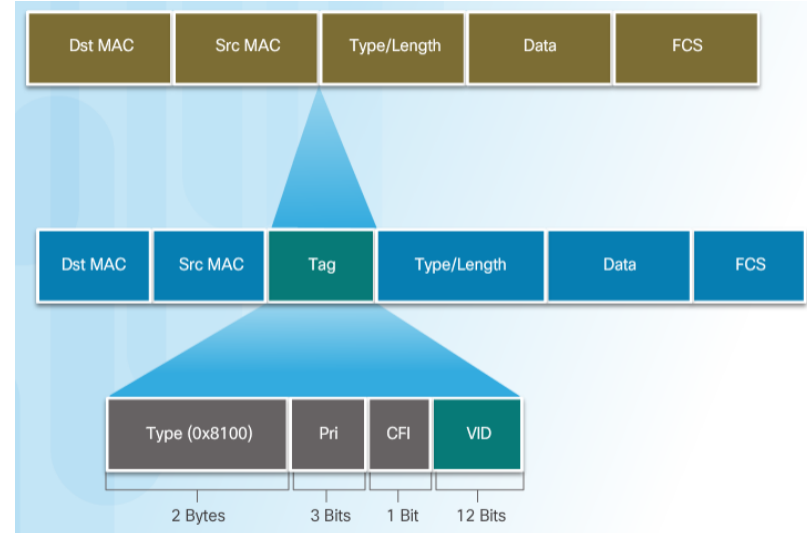 Dst MAC Src MAC Type/Length Data FCS
Dst MAC Src MAC Tag Type/Length Data FCS
Type (0x8100) Pri CFI VID
2 Bytes 3 Bits 1 Bit 12 Bits